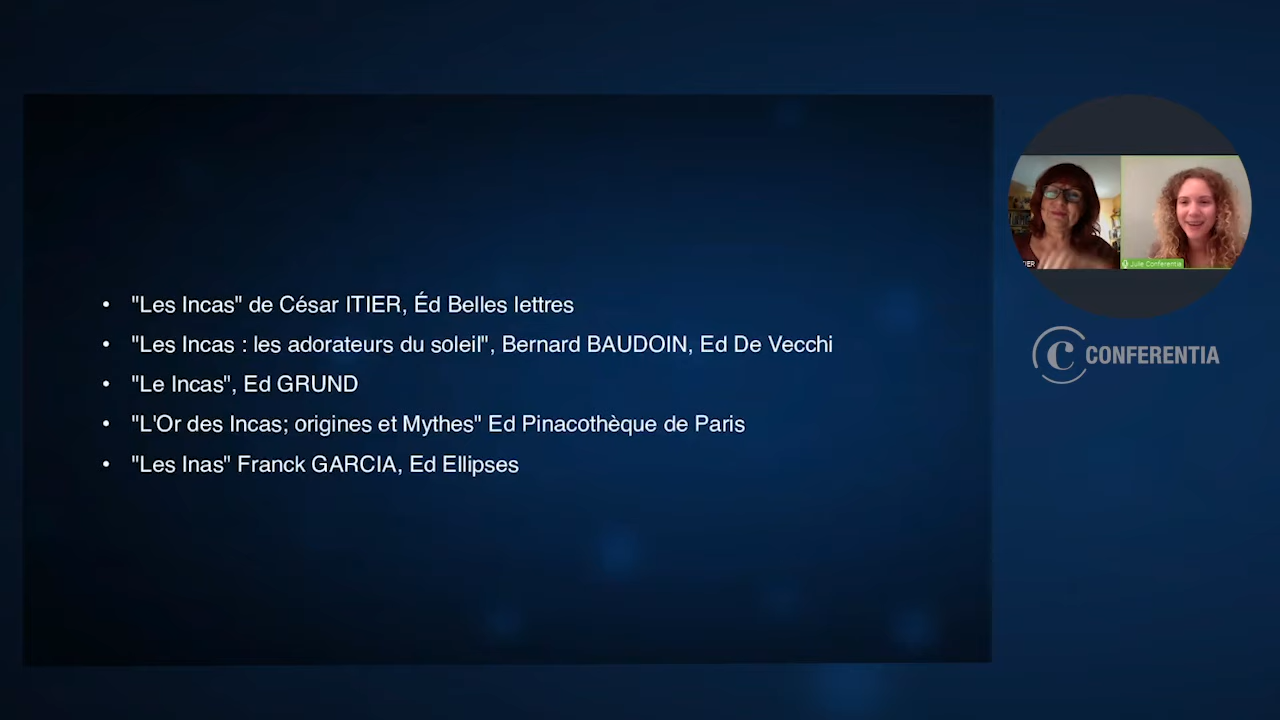 • "Les Incas" de César ITIER, Éd Belles lettres
• "Les Incas : les adorateurs du soleil", Bernard BAUDOIN, Ed De Vecchi
• "Le Incas", Ed GRUND
• "L'Or des Incas; origines et Mythes" Ed Pinacothèque de Paris
• "Les Inas" Franck GARCIA, Ed Ellipses
Julie Conferentia
CONFERENTIA